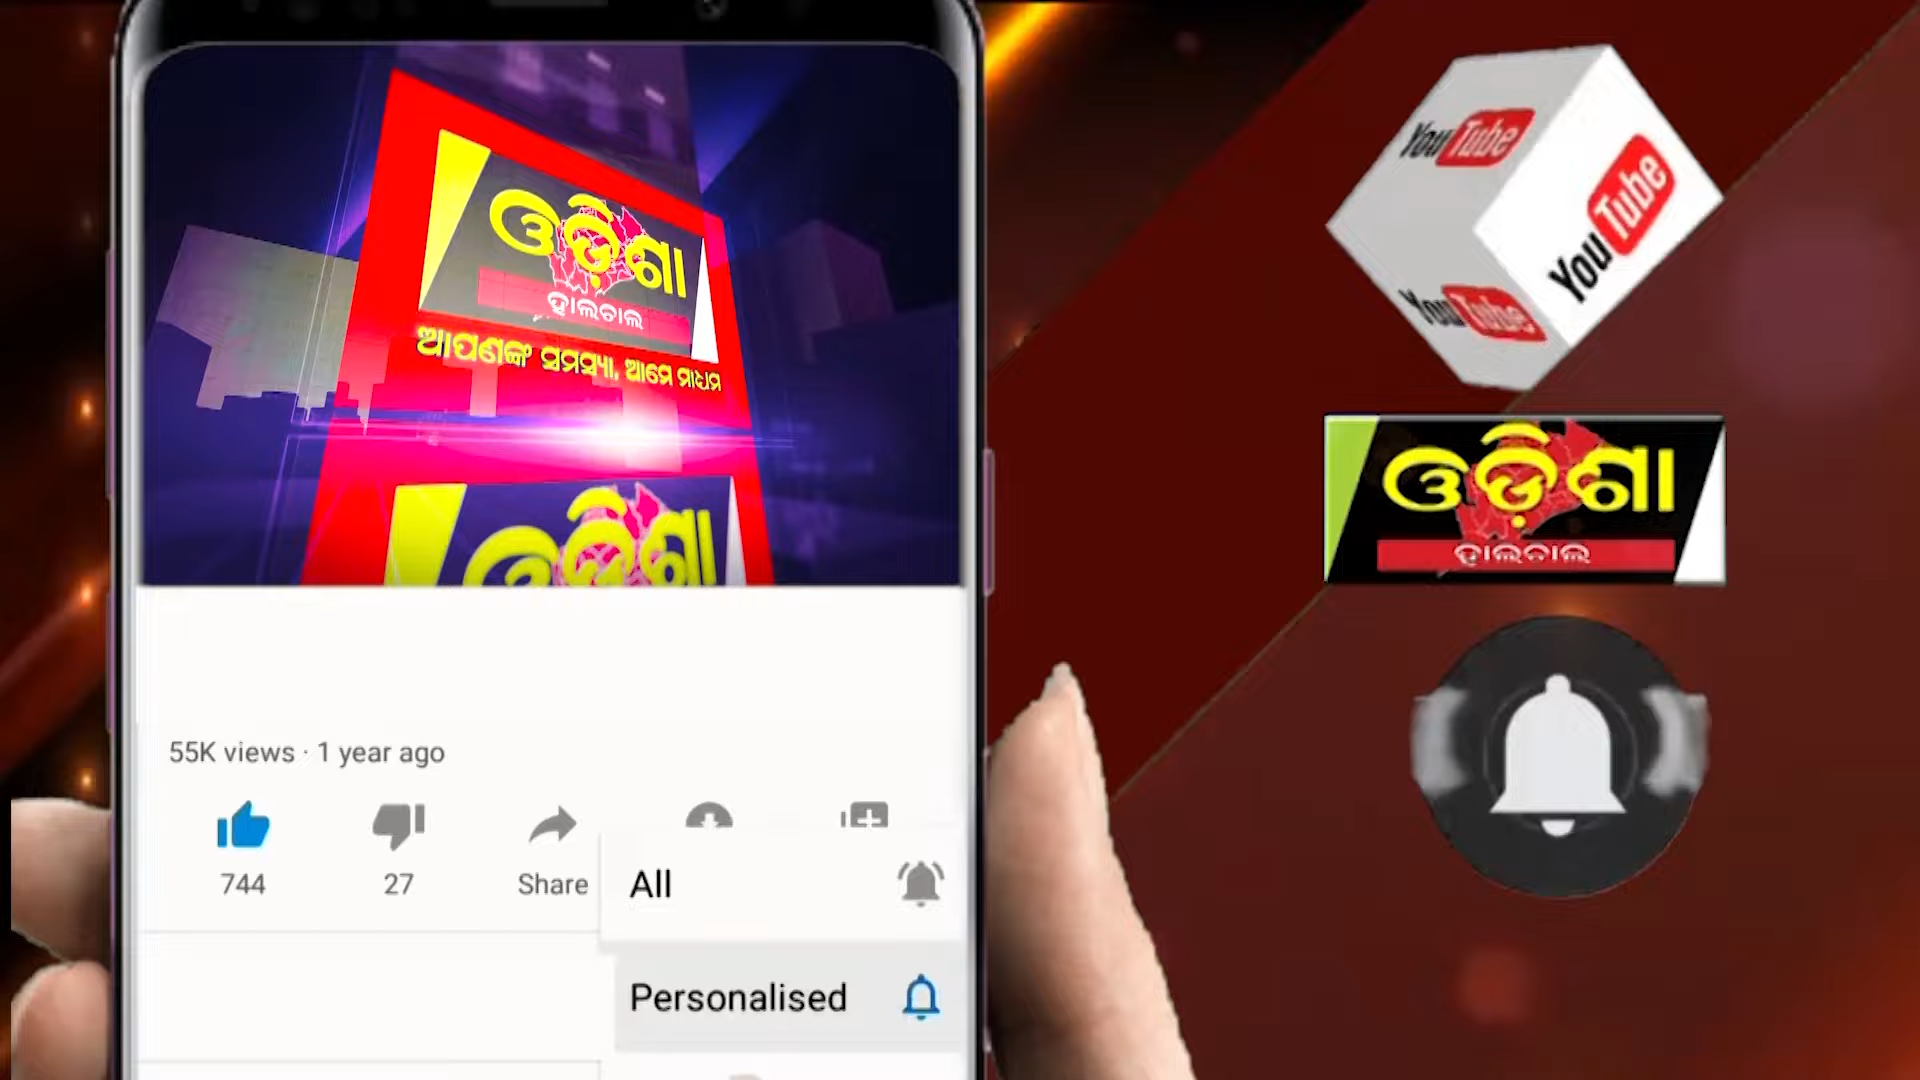 ଓଡ଼ିଶା
ହାଲଚାଲ
ଆପଣଙ୍କ ସମସ୍ୟା, ଆମେ ମାଧ୍ୟମ
ଓଡ଼ିଶା
55K views · 1 year ago
744
27
Share
All
Personalised
YouTube
YouTube
YouTube
ଓଡ଼ିଶା
ହାଲଚାଲ